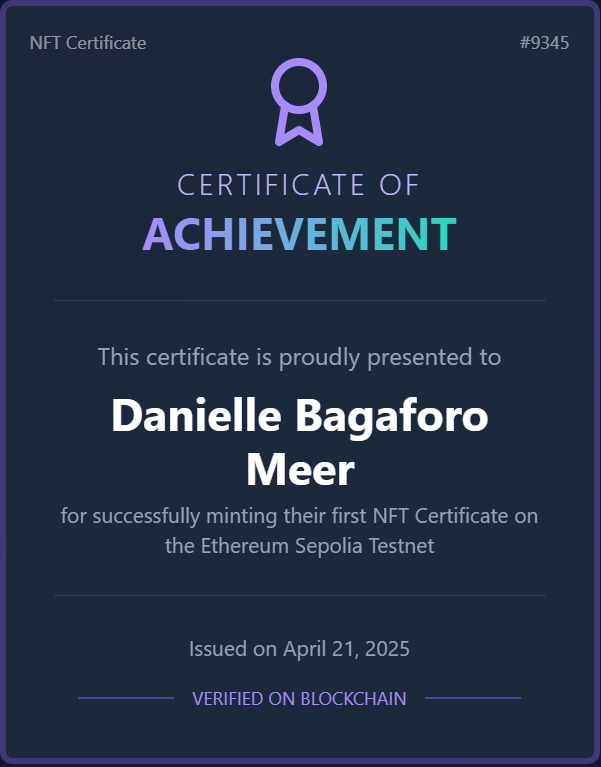 NFT Certificate
#9345
CERTIFICATE OF
ACHIEVEMENT
This certificate is proudly presented to
Danielle Bagaforo
Meer
for successfully minting their first NFT Certificate on
the Ethereum Sepolia Testnet
Issued on April 21, 2025
VERIFIED ON BLOCKCHAIN